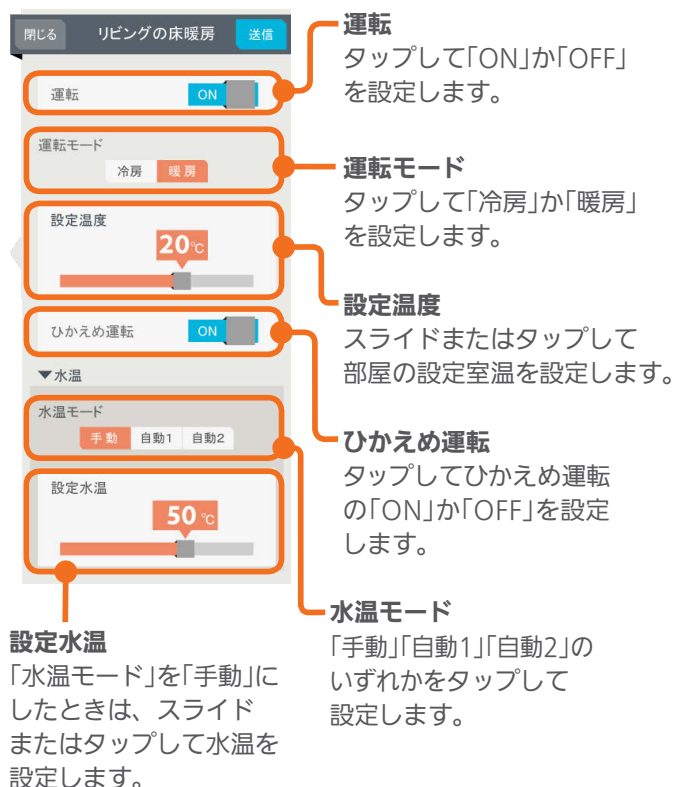 閉じる リビングの床暖房 送信
運転 ON
運転モード
冷房 暖房
設定温度
20℃
ひかえめ運転 ON
▼水温
水温モード
手動 自動1 自動2
設定水温
50℃
運転
タップして「ON」か「OFF」
を設定します。
運転モード
タップして「冷房」か「暖房」
を設定します。
設定温度
スライドまたはタップして
部屋の設定室温を設定します。
ひかえめ運転
タップしてひかえめ運転
の「ON」か「OFF」を設定
します。
水温モード
「手動」「自動1」「自動2」の
いずれかをタップして
設定します。
設定水温
「水温モード」を「手動」に
したときは、スライド
またはタップして水温を
設定します。